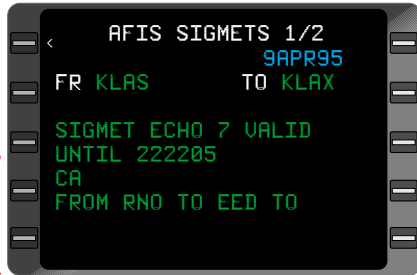 < AFIS SIGMETS 1/2
9APR95
FR KLAS TO KLAX
SIGMET ECHO 7 VALID
UNTIL 222205
CA
FROM RNO TO EED TO